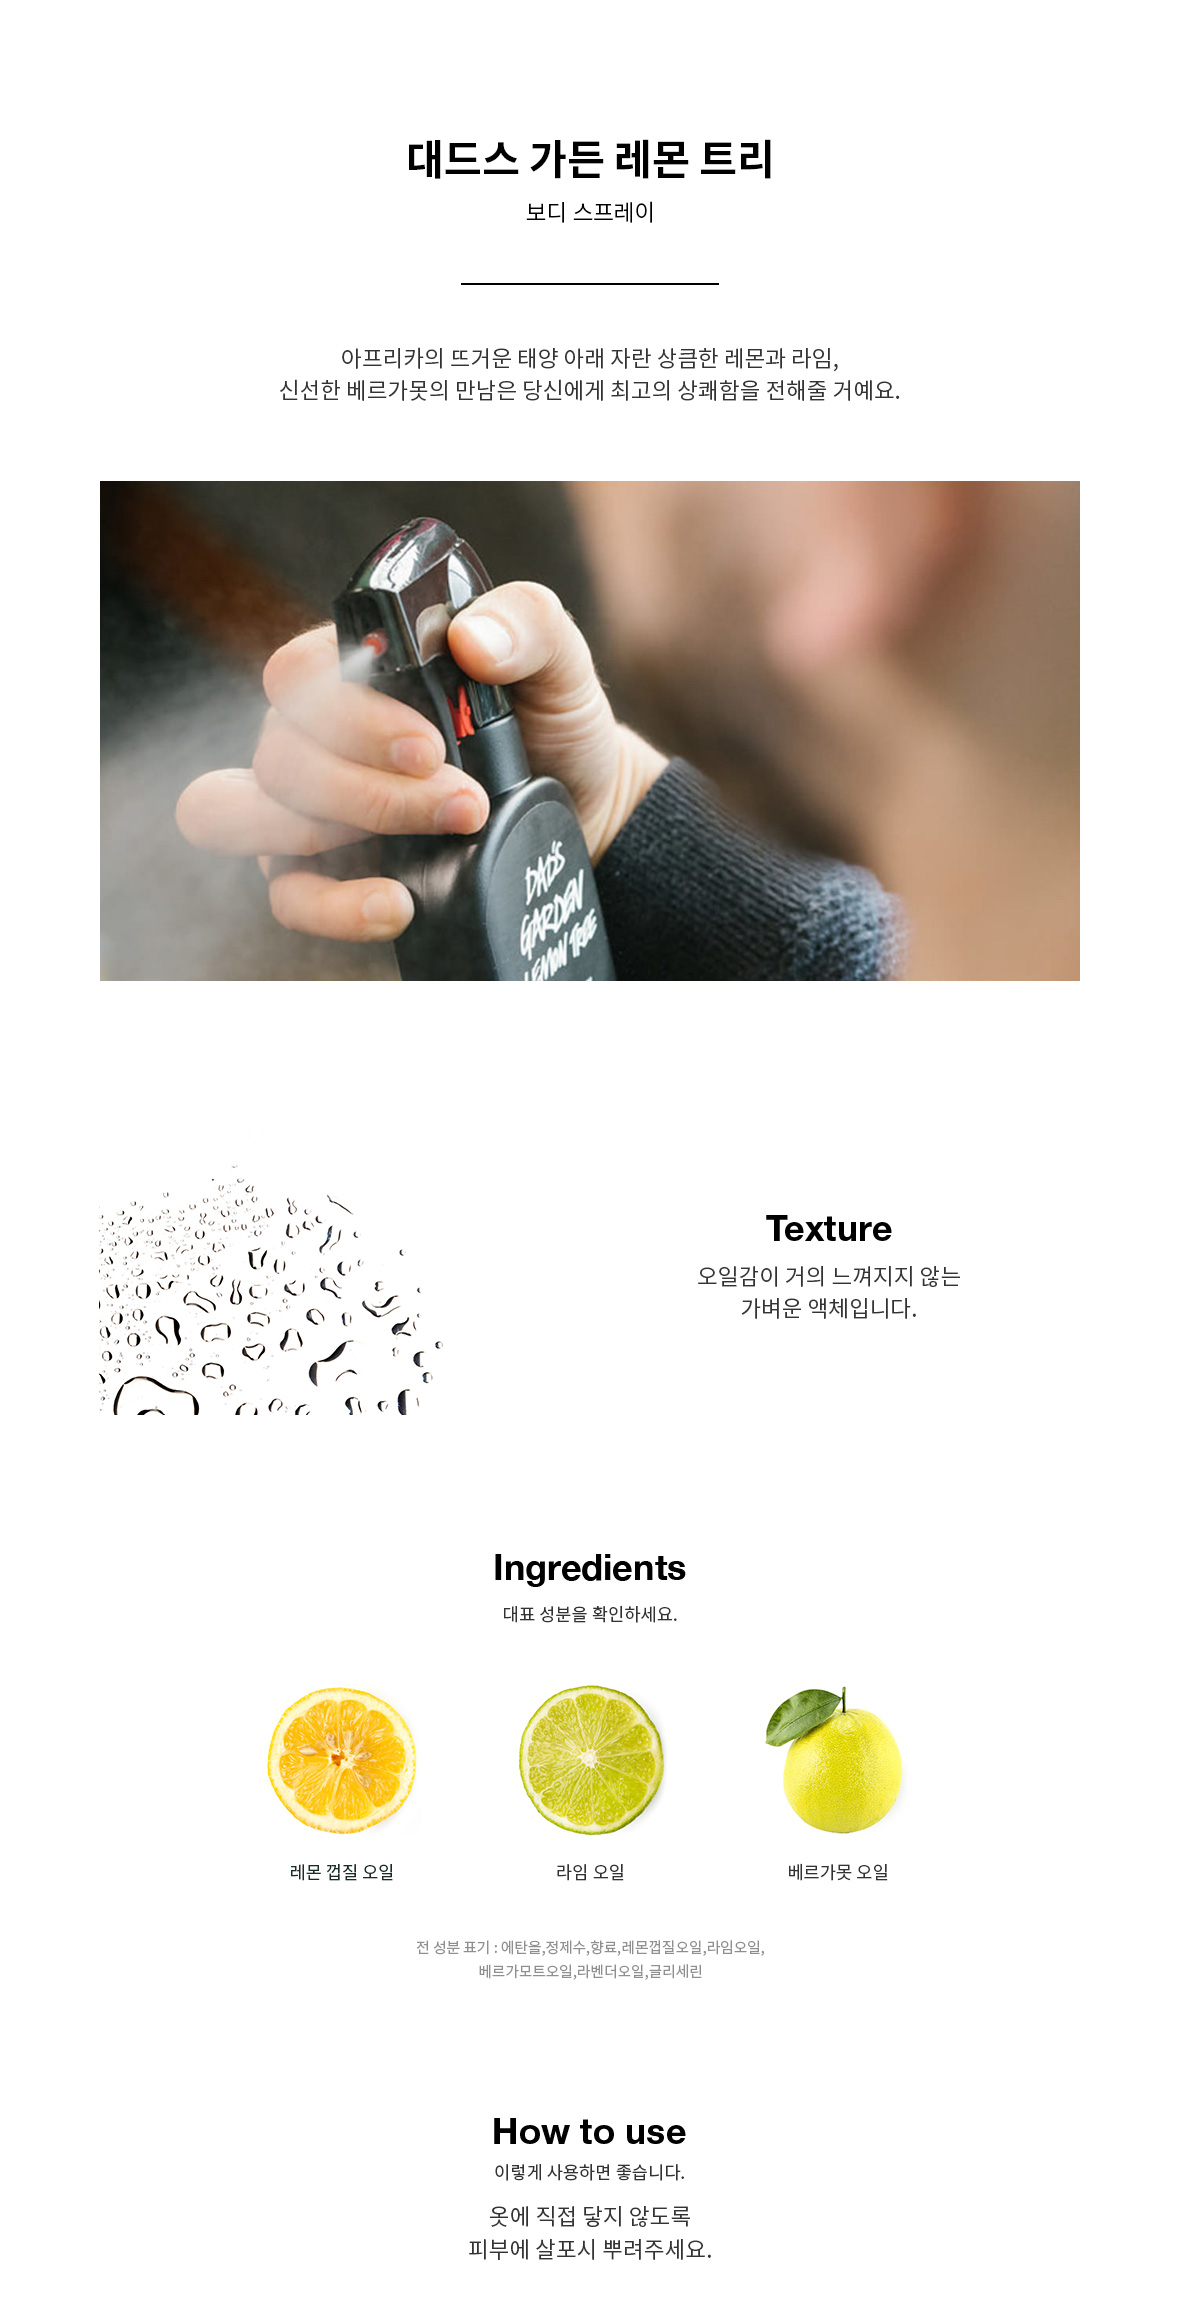 대드스 가든 레몬 트리
보디 스프레이
아프리카의 뜨거운 태양 아래 자란 상큼한 레몬과 라임,
신선한 베르가못의 만남은 당신에게 최고의 상쾌함을 전해줄 거예요.
DAD'S
GARDEN
LEMON TREE
Texture
오일감이 거의 느껴지지 않는
가벼운 액체입니다.
Ingredients
대표 성분을 확인하세요.
레몬 껍질 오일
라임 오일
베르가못 오일
전 성분 표기 : 에탄올,정제수,향료,레몬껍질오일,라임오일,
베르가모트오일,라벤더오일,글리세린
How to use
이렇게 사용하면 좋습니다.
옷에 직접 닿지 않도록
피부에 살포시 뿌려주세요.